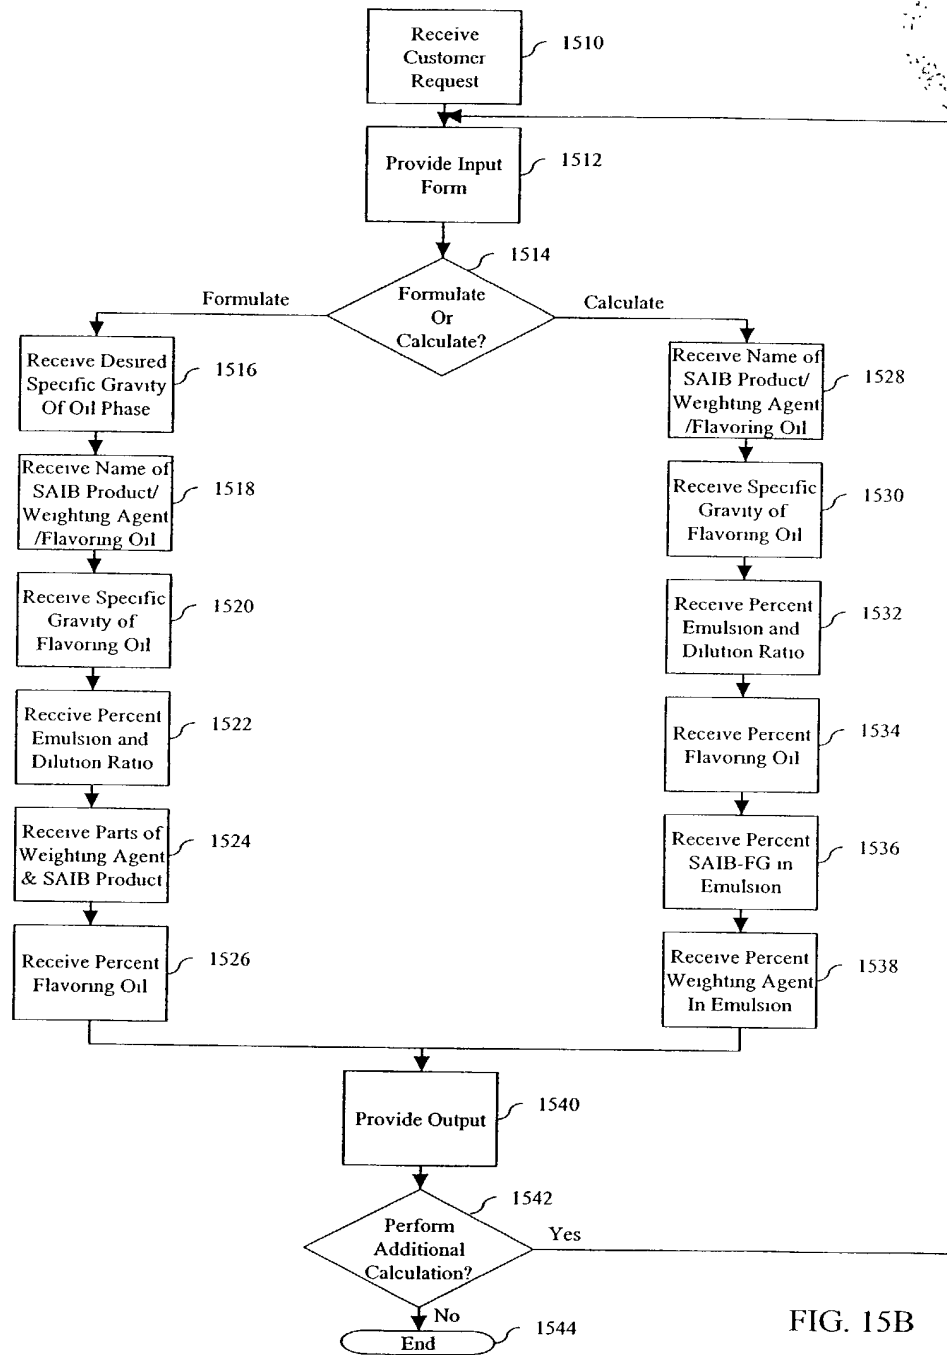 Receive
Customer
Request
1510
Provide Input
Form
1512
1514
Formulate
Or
Calculate?
Formulate
Calculate
Receive Desired
Specific Gravity
Of Oil Phase
1516
Receive Name of
SAIB Product/
Weighting Agent
/Flavoring Oil
1518
Receive Specific
Gravity of
Flavoring Oil
1520
Receive Percent
Emulsion and
Dilution Ratio
1522
Receive Parts of
Weighting Agent
& SAIB Product
1524
Receive Percent
Flavoring Oil
1526
Receive Name of
SAIB Product/
Weighting Agent
/Flavoring Oil
1528
Receive Specific
Gravity of
Flavoring Oil
1530
Receive Percent
Emulsion and
Dilution Ratio
1532
Receive Percent
Flavoring Oil
1534
Receive Percent
SAIB-FG in
Emulsion
1536
Receive Percent
Weighting Agent
In Emulsion
1538
Provide Output
1540
1542
Perform
Additional
Calculation?
Yes
No
End
1544
FIG. 15B